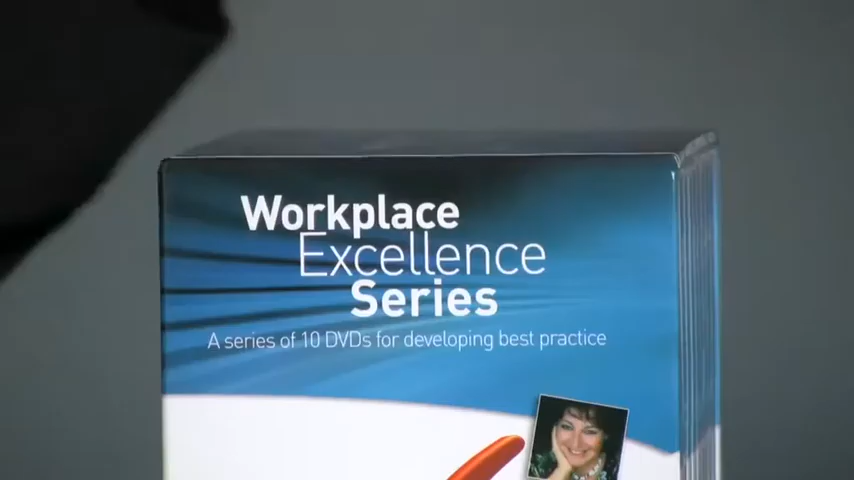 Workplace
Excellence
Series
A series of 10 DVDs for developing best practice